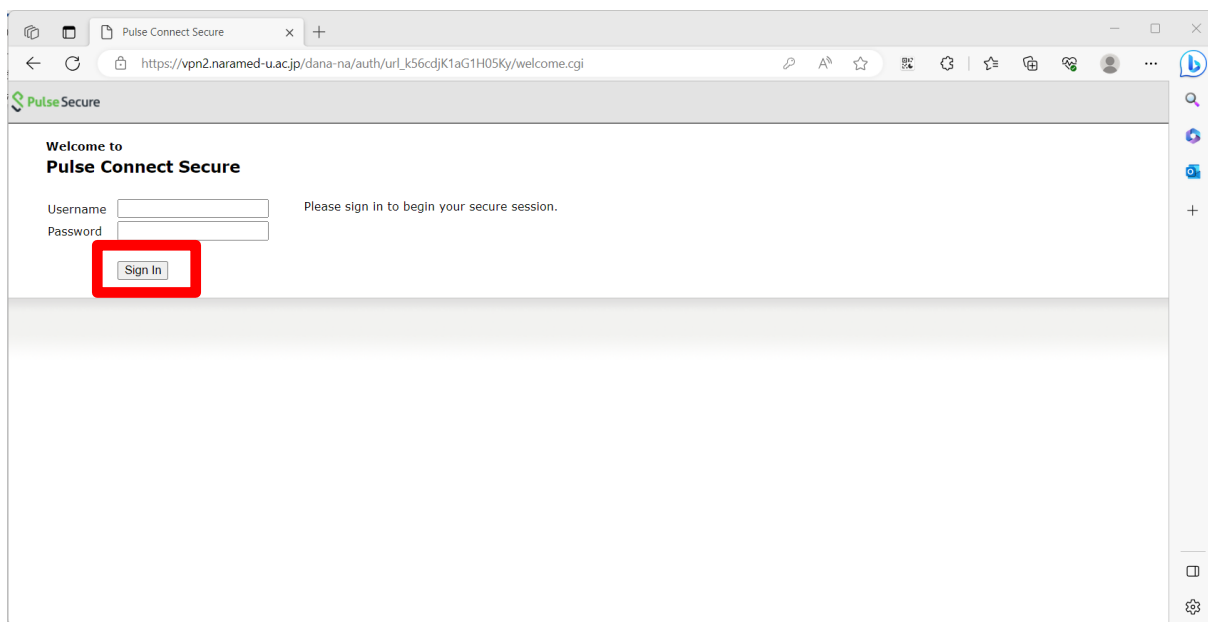 Pulse Connect Secure
https://vpn2.naramed-u.ac.jp/dana-na/auth/url_k56cdjK1aG1H05Ky/welcome.cgi
Pulse Secure
Welcome to
Pulse Connect Secure
Username
Please sign in to begin your secure session.
Password
Sign In